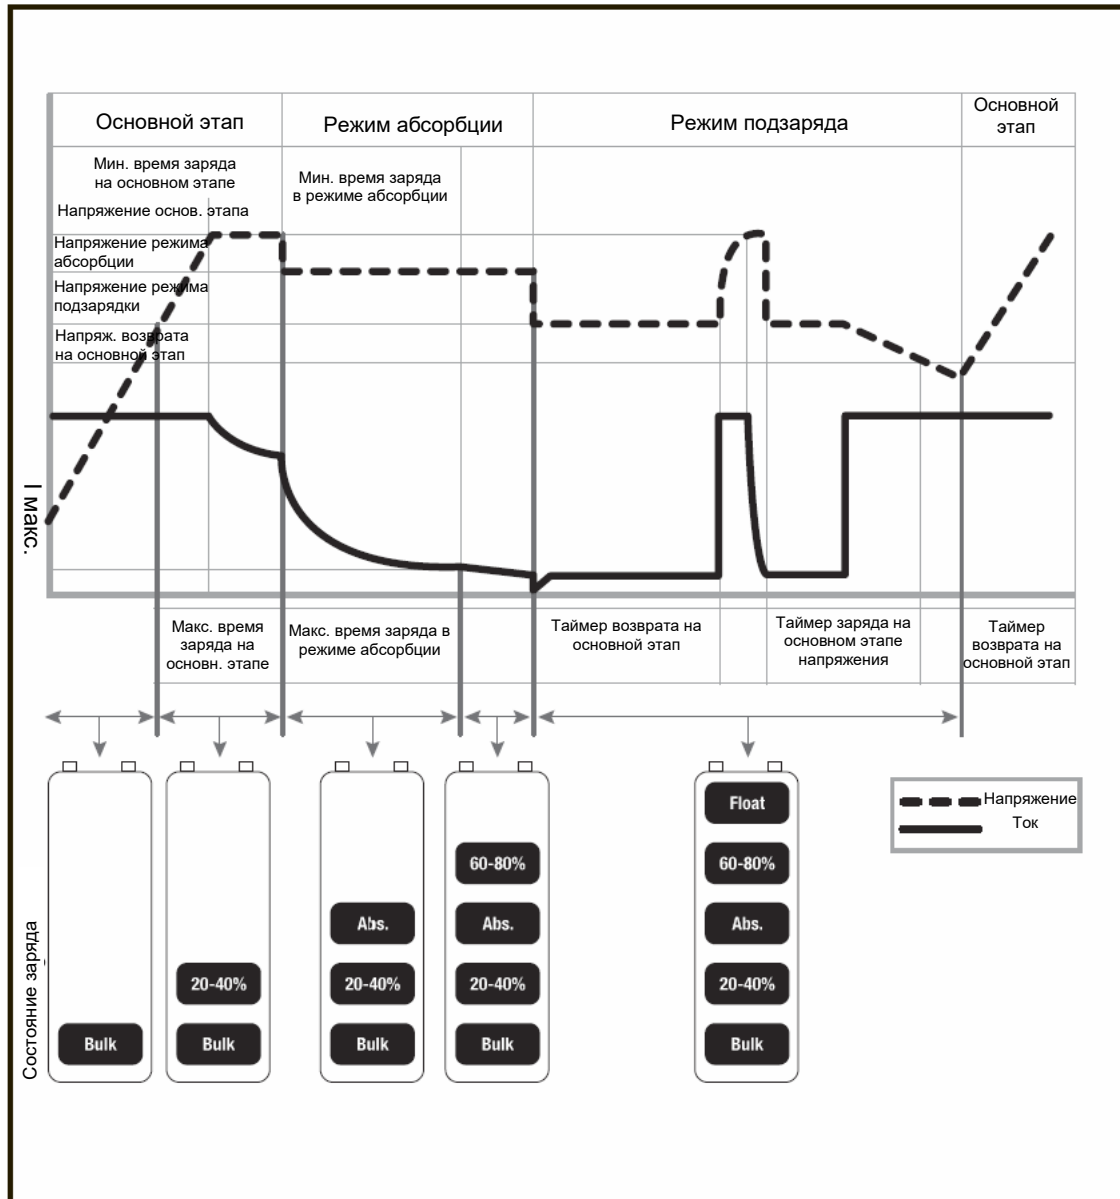 Основной этап
Режим абсорбции
Режим подзаряда
Основной
этап
Мин. время заряда
на основном этапе
Мин. время заряда
в режиме абсорбции
Напряжение основ. этапа
Напряжение режима
абсорбции
Напряжение режима
подзарядки
Напряж. возврата
на основной этап
I макс.
Макс. время
заряда на
основн. этапе
Макс. время заряда в
режиме абсорбции
Таймер возврата на
основной этап
Таймер заряда на
основном этапе
напряжения
Таймер
возврата на
основной этап
Состояние заряда
Bulk
20-40%
Bulk
Abs.
20-40%
Bulk
60-80%
Abs.
20-40%
Bulk
Float
60-80%
Abs.
20-40%
Bulk
Напряжение
Ток